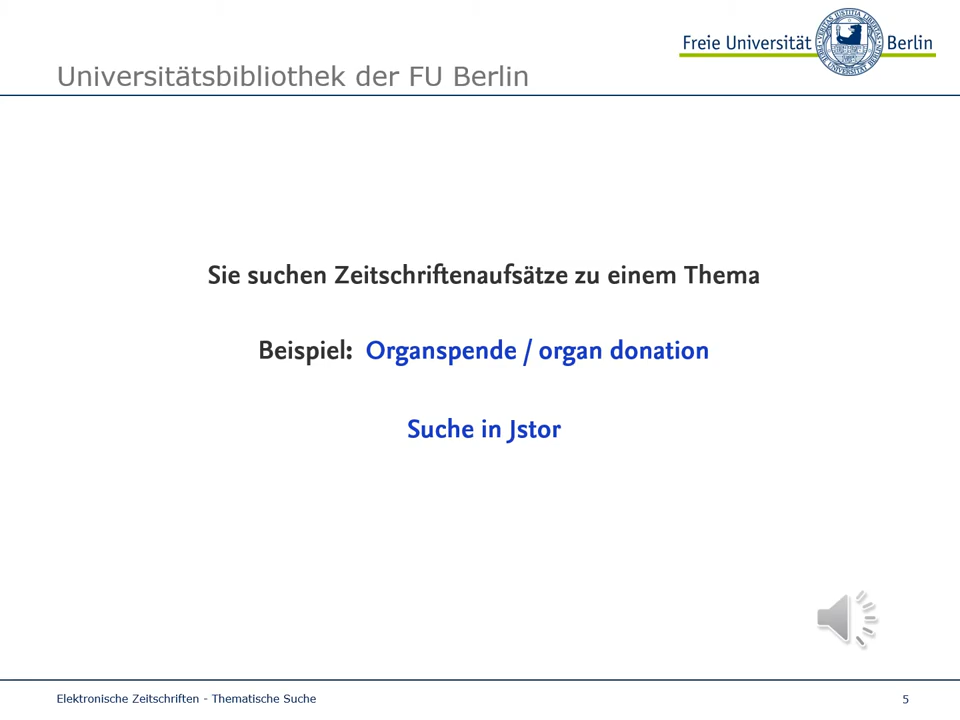 Freie Universität Berlin
Universitätsbibliothek der FU Berlin
Sie suchen Zeitschriftenaufsätze zu einem Thema
Beispiel: Organspende / organ donation
Suche in Jstor
Elektronische Zeitschriften - Thematische Suche 5